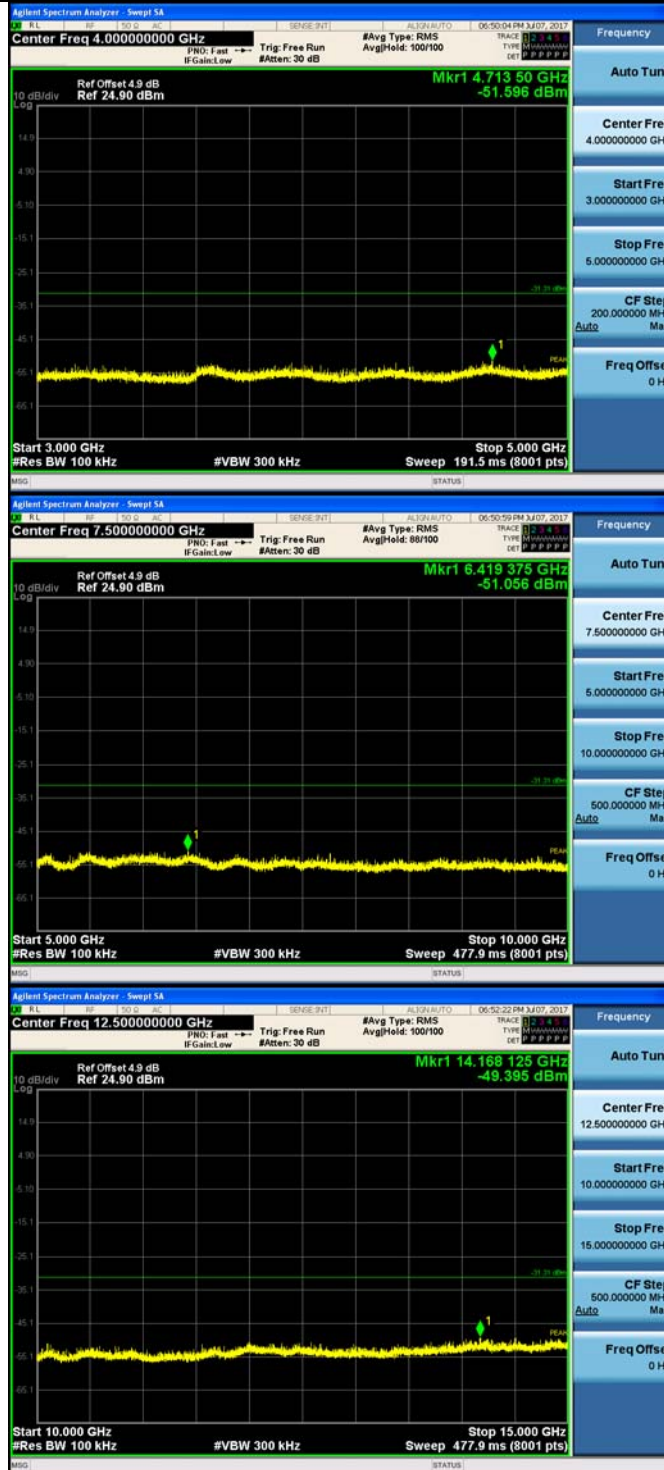 Agilent Spectrum Analyzer - Swept SA
RL RF 50 Ω AC SENSE:INT ALIGN AUTO 06:50:04 PM Jul 07, 2017
Center Freq 4.000000000 GHz #Avg Type: RMS TRACE 1 2 3 4 5 6 Frequency
PNO: Fast Trig: Free Run Avg|Hold: 100/100 TYPE
IFGain:Low #Atten: 30 dB DET P P P P P P
Mkr1 4.713 50 GHz Auto Tun
Ref Offset 4.9 dB -51.596 dBm
10 dB/div Ref 24.90 dBm
Log
14.9
4.90
-5.10
-15.1
-25.1
-31.31 dBm
-35.1
-45.1
1
PEAK
-55.1
-65.1
Center Fre
4.000000000 GH
Start Fre
3.000000000 GH
Stop Fre
5.000000000 GH
CF Ste
200.000000 MH
Auto Ma
Freq Offse
0 H
Start 3.000 GHz Stop 5.000 GHz
#Res BW 100 kHz #VBW 300 kHz Sweep 191.5 ms (8001 pts)
MSG STATUS
Agilent Spectrum Analyzer - Swept SA
RL RF 50 Ω AC SENSE:INT ALIGN AUTO 06:50:59 PM Jul 07, 2017
Center Freq 7.500000000 GHz #Avg Type: RMS TRACE 1 2 3 4 5 6 Frequency
PNO: Fast Trig: Free Run Avg|Hold: 88/100 TYPE
IFGain:Low #Atten: 30 dB DET P P P P P P
Mkr1 6.419 375 GHz Auto Tun
Ref Offset 4.9 dB -51.056 dBm
10 dB/div Ref 24.90 dBm
Log
14.9
4.90
-5.10
-15.1
-25.1
-31.31 dBm
-35.1
-45.1
1
PEAK
-55.1
-65.1
Center Fre
7.500000000 GH
Start Fre
5.000000000 GH
Stop Fre
10.000000000 GH
CF Ste
500.000000 MH
Auto Ma
Freq Offse
0 H
Start 5.000 GHz Stop 10.000 GHz
#Res BW 100 kHz #VBW 300 kHz Sweep 477.9 ms (8001 pts)
MSG STATUS
Agilent Spectrum Analyzer - Swept SA
RL RF 50 Ω AC SENSE:INT ALIGN AUTO 06:52:22 PM Jul 07, 2017
Center Freq 12.500000000 GHz #Avg Type: RMS TRACE 1 2 3 4 5 6 Frequency
PNO: Fast Trig: Free Run Avg|Hold: 100/100 TYPE
IFGain:Low #Atten: 30 dB DET P P P P P P
Mkr1 14.168 125 GHz Auto Tun
Ref Offset 4.9 dB -49.395 dBm
10 dB/div Ref 24.90 dBm
Log
14.9
4.90
-5.10
-15.1
-25.1
-31.31 dBm
-35.1
-45.1
1
PEAK
-55.1
-65.1
Center Fre
12.500000000 GH
Start Fre
10.000000000 GH
Stop Fre
15.000000000 GH
CF Ste
500.000000 MH
Auto Ma
Freq Offse
0 H
Start 10.000 GHz Stop 15.000 GHz
#Res BW 100 kHz #VBW 300 kHz Sweep 477.9 ms (8001 pts)
MSG STATUS